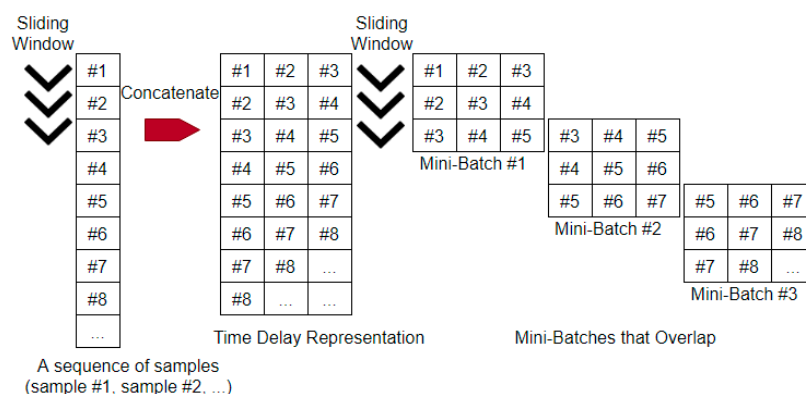 Sliding
Window
Sliding
Window
#1
#2
#3
#4
#5
#6
#7
#8
...
Concatenate
#1 #2 #3
#2 #3 #4
#3 #4 #5
#4 #5 #6
#5 #6 #7
#6 #7 #8
#7 #8 ...
#8 ... ...
#1 #2 #3
#2 #3 #4
#3 #4 #5
Mini-Batch #1
#3 #4 #5
#4 #5 #6
#5 #6 #7
Mini-Batch #2
#5 #6 #7
#6 #7 #8
#7 #8 ...
Mini-Batch #3
Time Delay Representation
Mini-Batches that Overlap
A sequence of samples
(sample #1, sample #2, ...)